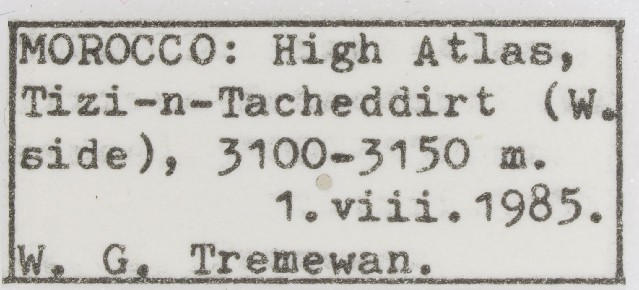 MOROCCO: High Atlas,
Tizi-n-Tacheddirt (W.
side), 3100-3150 m.
1.viii.1985.
W. G. Tremewan.